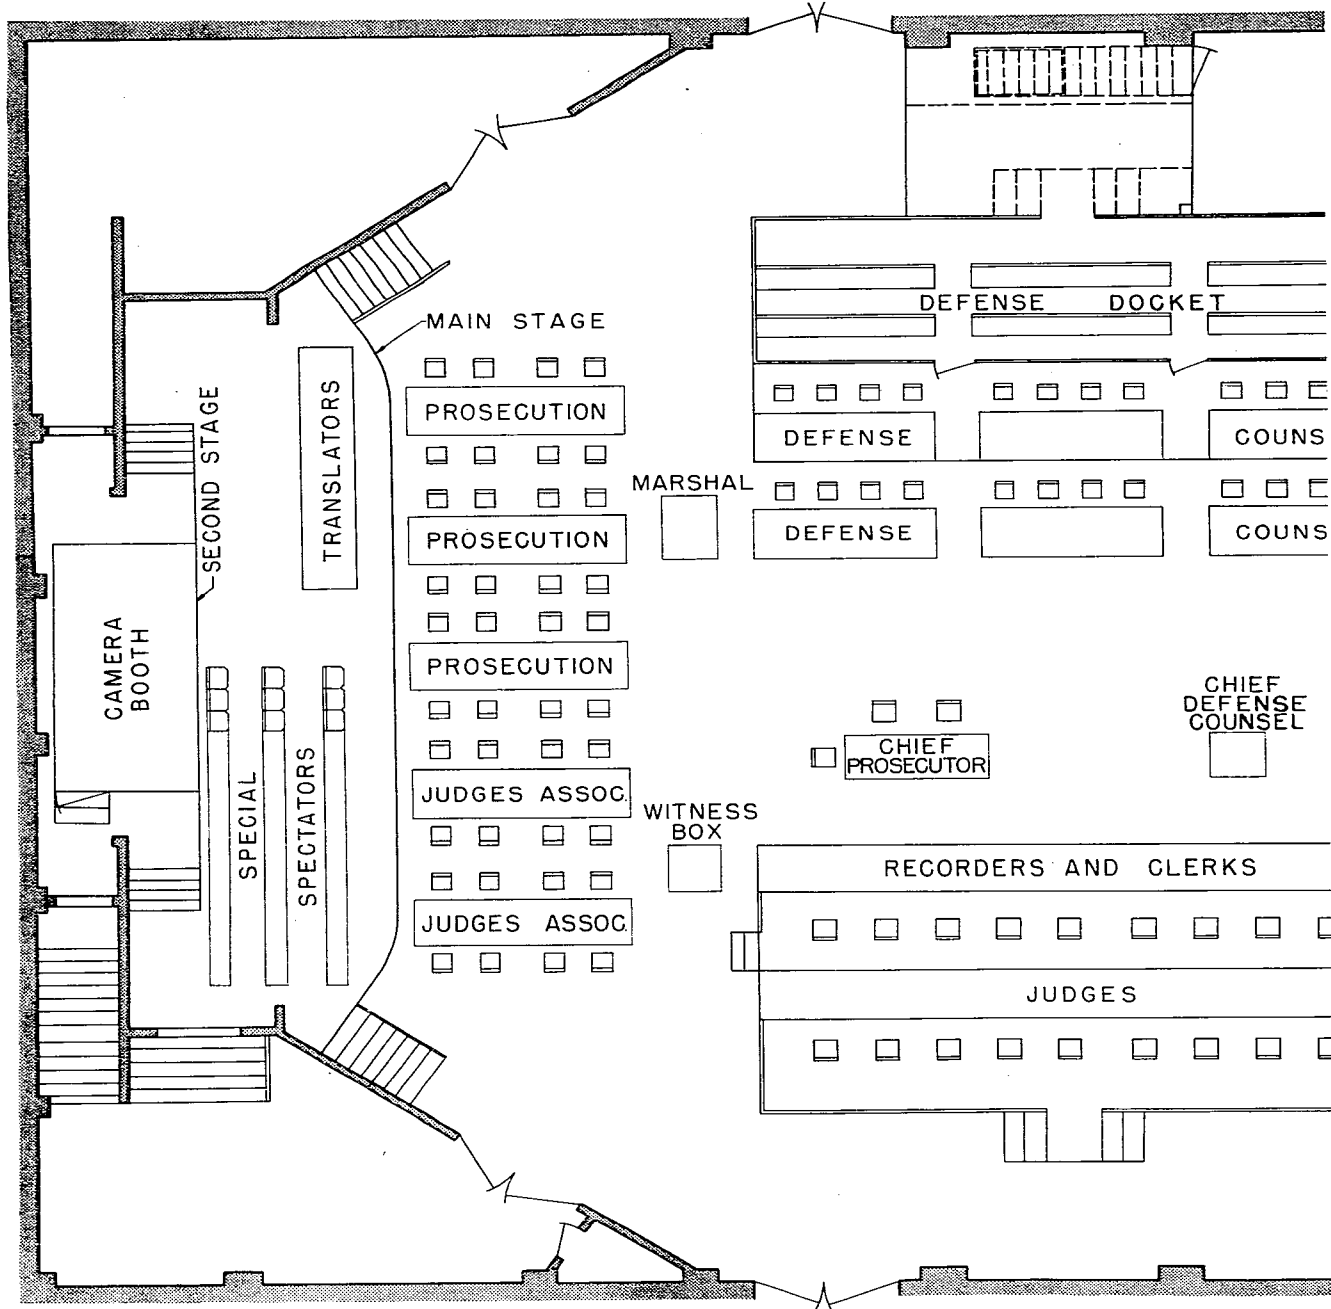 DEFENSE DOCKET
MAIN STAGE
SECOND STAGE
TRANSLATORS
PROSECUTION
DEFENSE
COUNS
MARSHAL
PROSECUTION
DEFENSE
COUNS
CAMERA
BOOTH
PROSECUTION
CHIEF
DEFENSE
COUNSEL
CHIEF
PROSECUTOR
SPECIAL
SPECTATORS
JUDGES ASSOC.
WITNESS
BOX
RECORDERS AND CLERKS
JUDGES ASSOC.
JUDGES